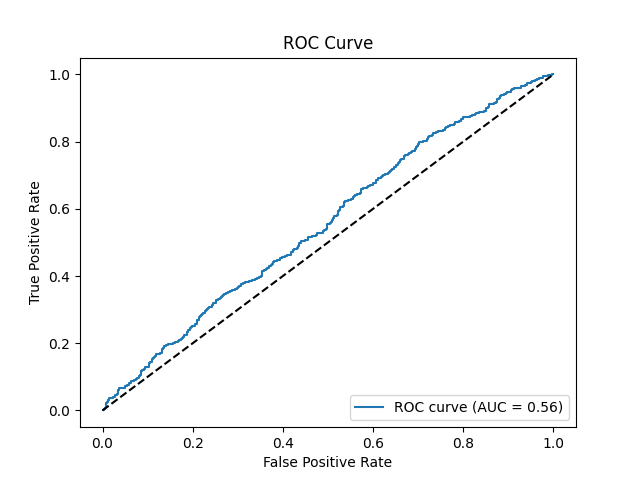 ROC Curve
True Positive Rate
1.0
0.8
0.6
0.4
0.2
0.0
0.0 0.2 0.4 0.6 0.8 1.0
False Positive Rate
ROC curve (AUC = 0.56)